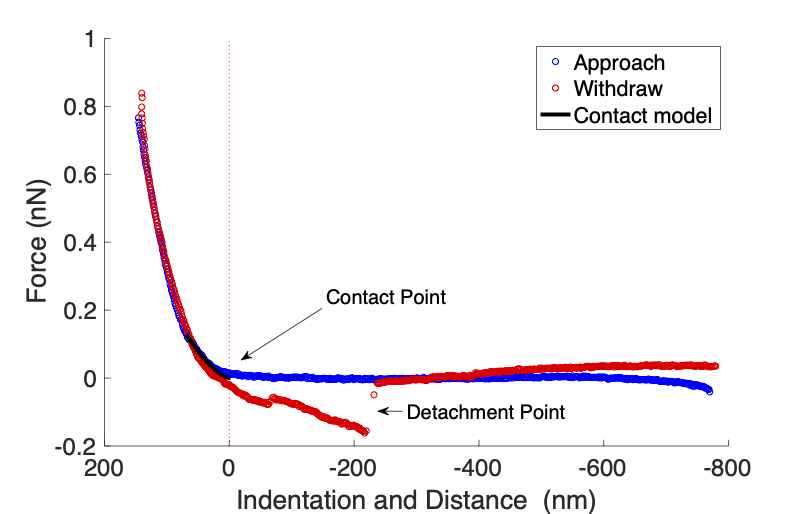 1
0.8
0.6
0.4
0.2
0
-0.2
Force (nN)
Approach
Withdraw
Contact model
Contact Point
Detachment Point
200 0 -200 -400 -600 -800
Indentation and Distance (nm)